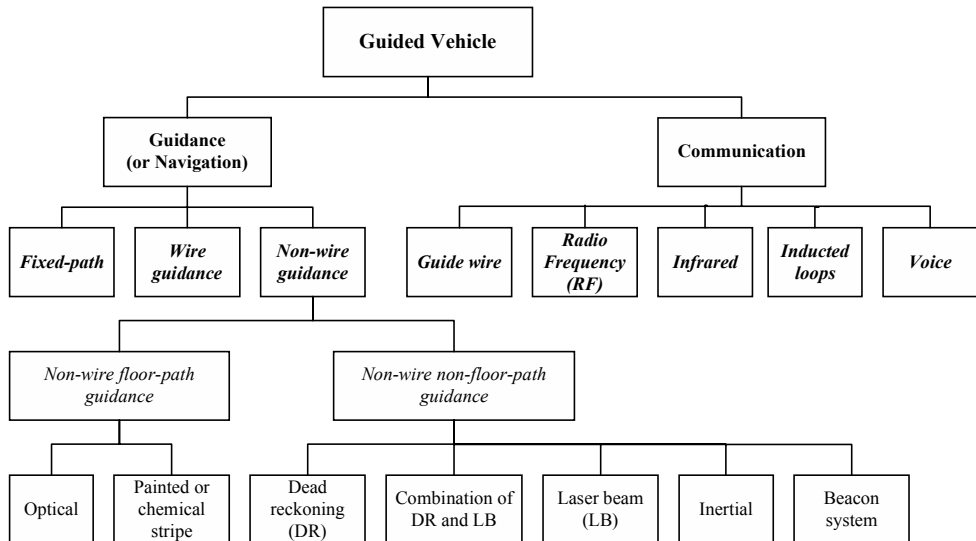 Guided Vehicle
Guidance
(or Navigation)
Communication
Fixed-path
Wire
guidance
Non-wire
guidance
Guide wire
Radio
Frequency
(RF)
Infrared
Inducted
loops
Voice
Non-wire floor-path
guidance
Non-wire non-floor-path
guidance
Optical
Painted or
chemical
stripe
Dead
reckoning
(DR)
Combination of
DR and LB
Laser beam
(LB)
Inertial
Beacon
system